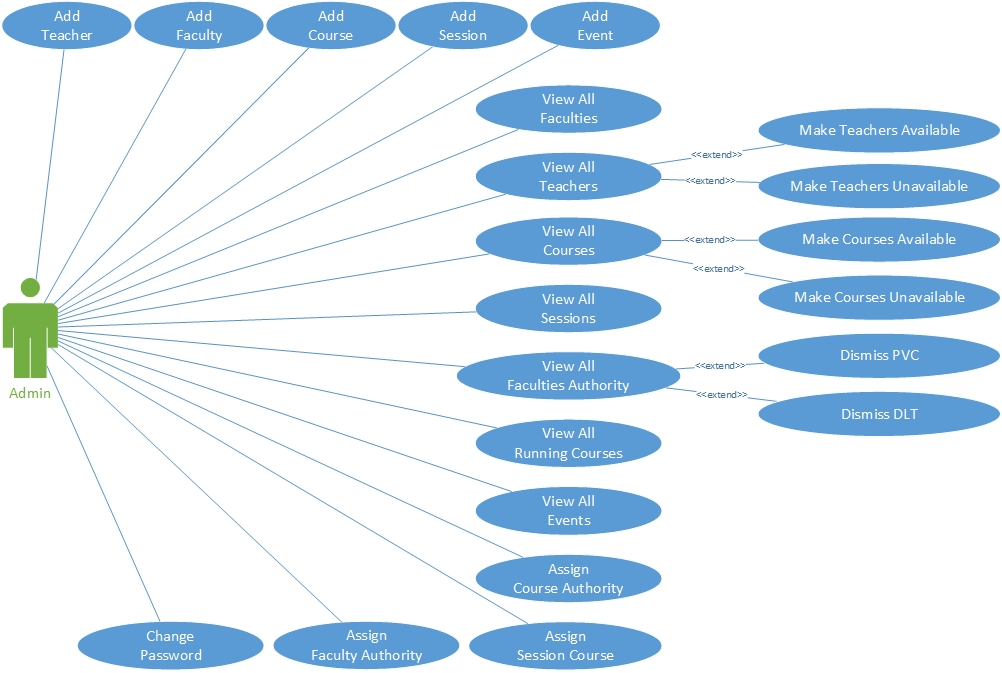 Add
Teacher
Add
Faculty
Add
Course
Add
Session
Add
Event
View All
Faculties
View All
Teachers
<<extend>>
Make Teachers Available
<<extend>>
Make Teachers Unavailable
View All
Courses
<<extend>>
Make Courses Available
<<extend>>
Make Courses Unavailable
View All
Sessions
View All
Faculties Authority
<<extend>>
Dismiss PVC
<<extend>>
Dismiss DLT
Admin
View All
Running Courses
View All
Events
Assign
Course Authority
Change
Password
Assign
Faculty Authority
Assign
Session Course